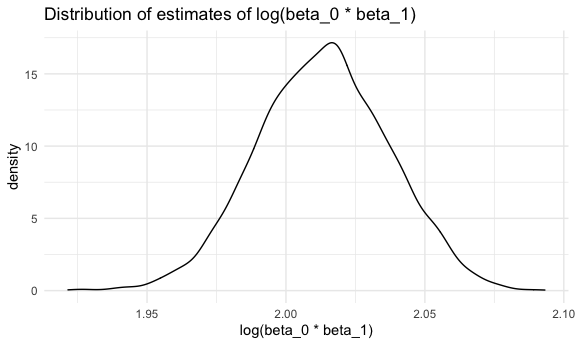 Distribution of estimates of log(beta_0 * beta_1)
density
15
10
5
0
1.95
2.00
2.05
2.10
log(beta_0 * beta_1)